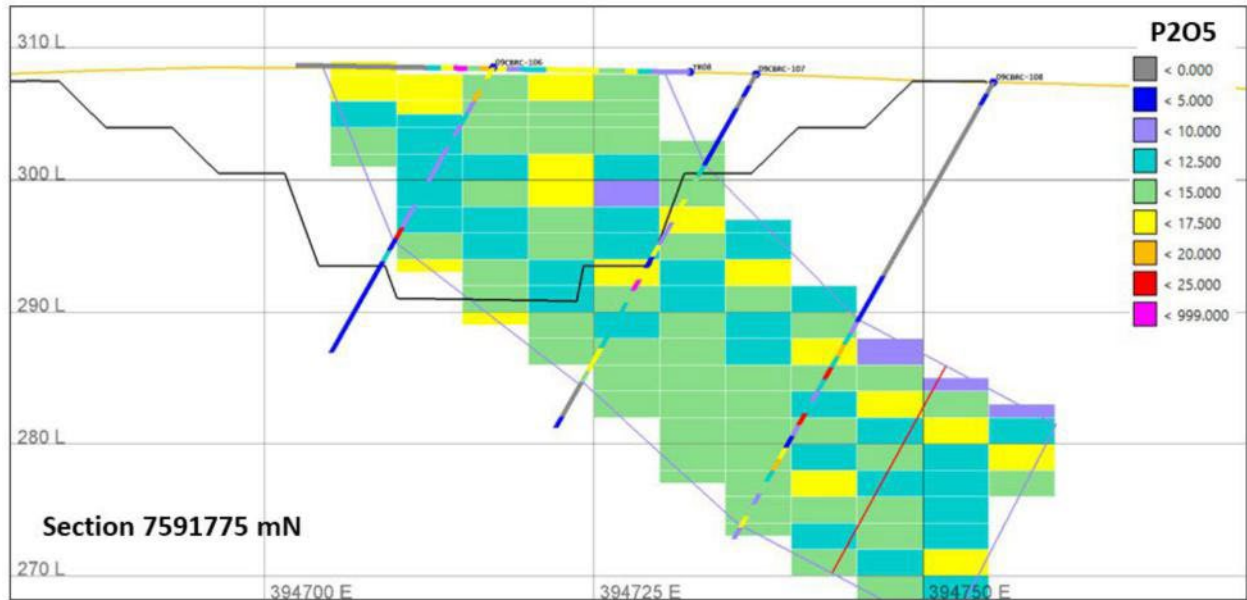 P2O5
310 L
09CBRC-106
TR08
09CBRC-107
09CBRC-108
< 0.000
< 5.000
< 10.000
< 12.500
< 15.000
< 17.500
< 20.000
< 25.000
< 999.000
300 L
290 L
280 L
Section 7591775 mN
270 L
394700 E
394725 E
394750 E